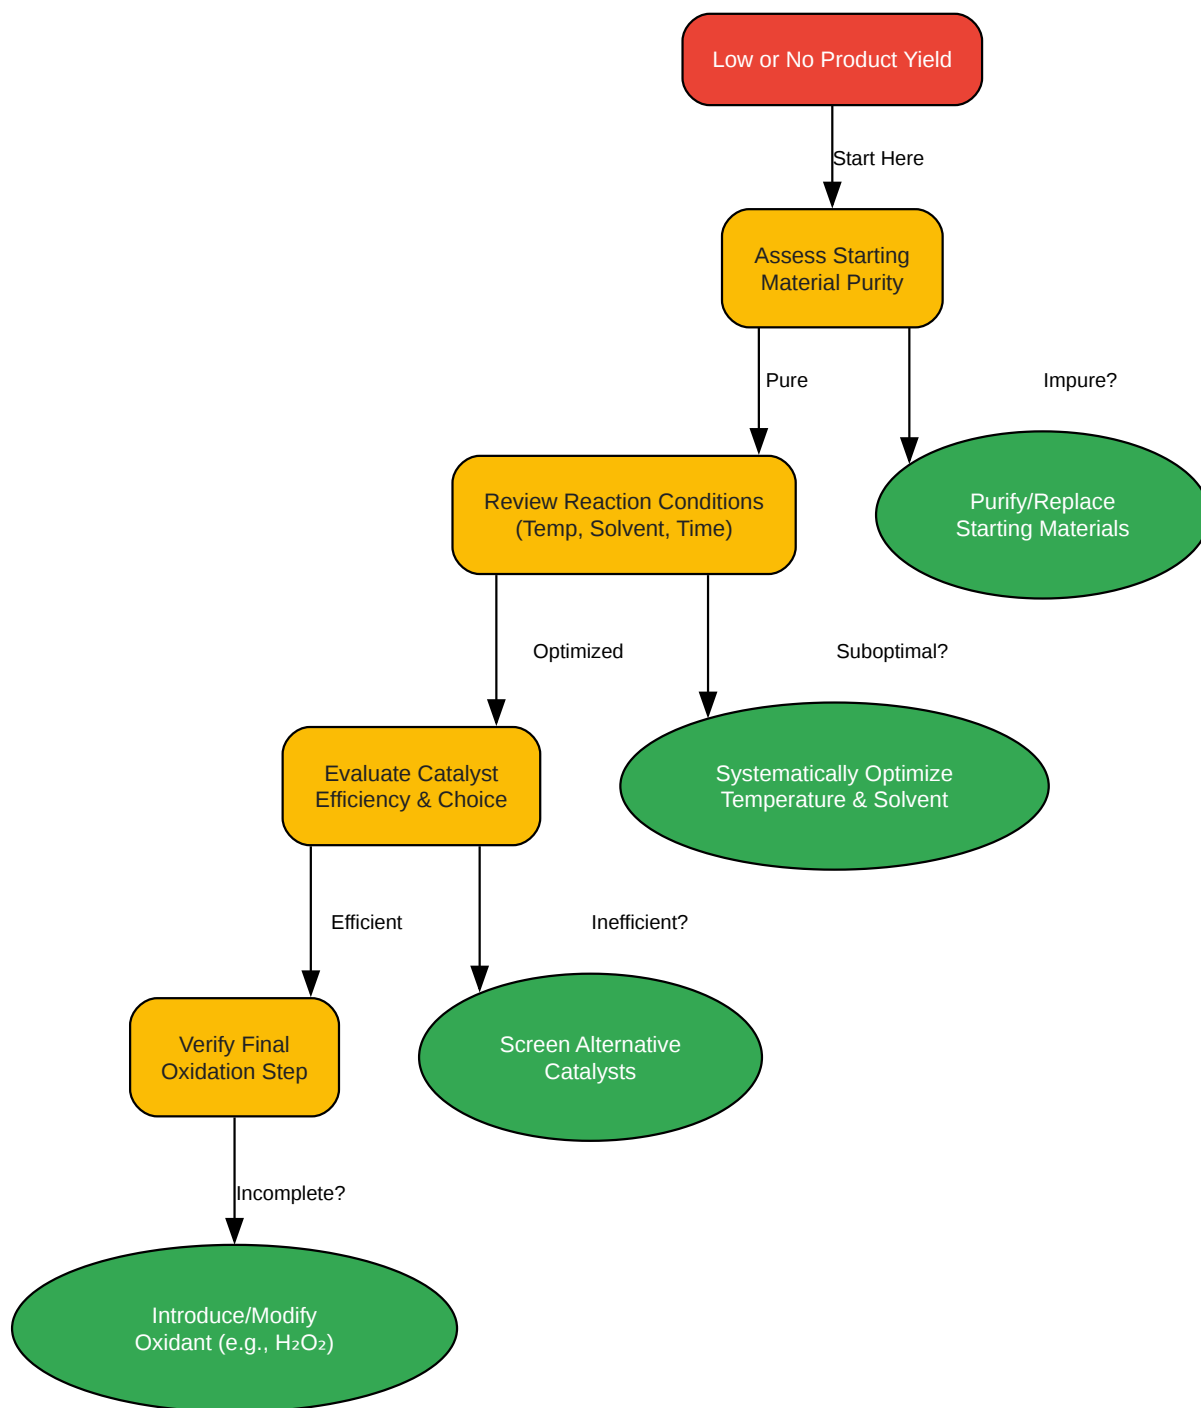 Low or No Product Yield
Start Here
Assess Starting
Material Purity
Pure
Impure?
Review Reaction Conditions
(Temp, Solvent, Time)
Purify/Replace
Starting Materials
Optimized
Suboptimal?
Evaluate Catalyst
Efficiency & Choice
Systematically Optimize
Temperature & Solvent
Efficient
Inefficient?
Verify Final
Oxidation Step
Screen Alternative
Catalysts
Incomplete?
Introduce/Modify
Oxidant (e.g., H₂O₂)